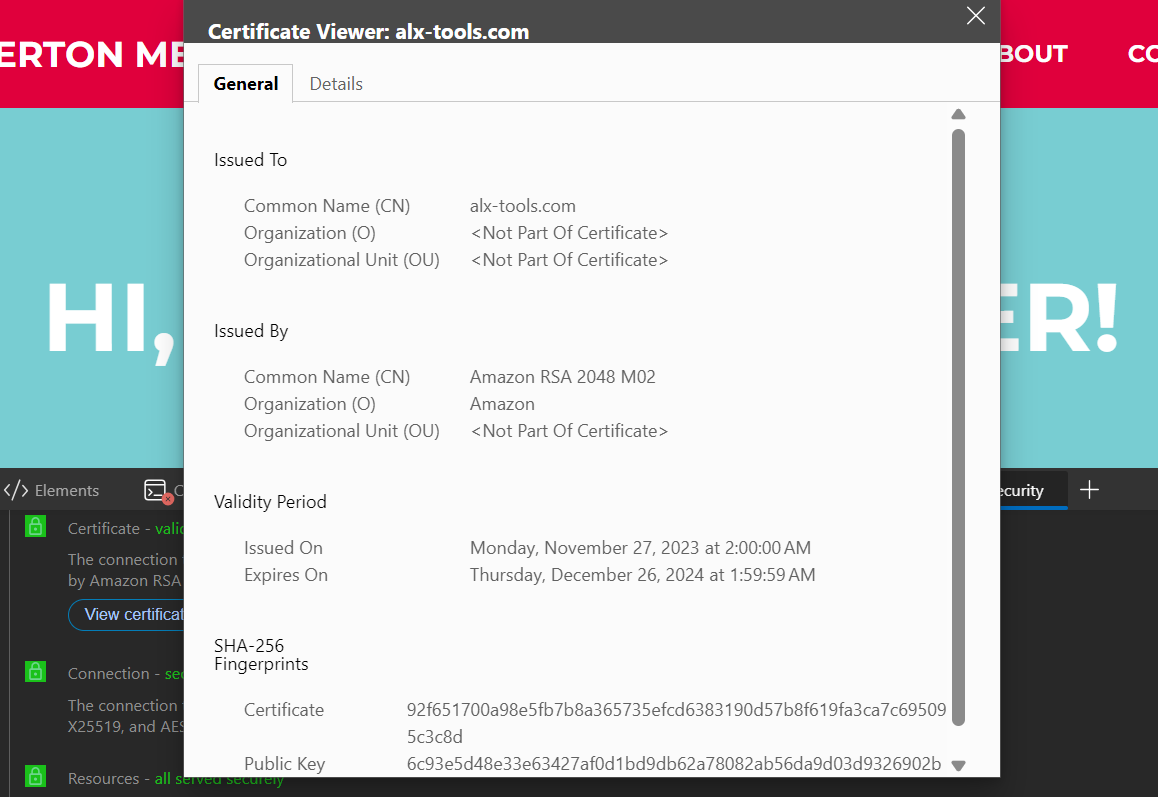 Certificate Viewer: alx-tools.com
ERTON ME
BOUT
CO
General Details
Issued To
Common Name (CN) alx-tools.com
Organization (O) <Not Part Of Certificate>
Organizational Unit (OU) <Not Part Of Certificate>
HI,
ER!
Issued By
Common Name (CN) Amazon RSA 2048 M02
Organization (O) Amazon
Organizational Unit (OU) <Not Part Of Certificate>
Validity Period
Issued On Monday, November 27, 2023 at 2:00:00 AM
Expires On Thursday, December 26, 2024 at 1:59:59 AM
SHA-256
Fingerprints
Certificate 92f651700a98e5fb7b8a365735efcd6383190d57b8f619fa3ca7c69509
5c3c8d
Public Key 6c93e5d48e33e63427af0d1bd9db62a78082ab56da9d03d9326902b
</> Elements
C
ecurity
Certificate - valid
The connection
by Amazon RSA
View certificat
Connection - sec
The connection
X25519, and AES
Resources - all served securely